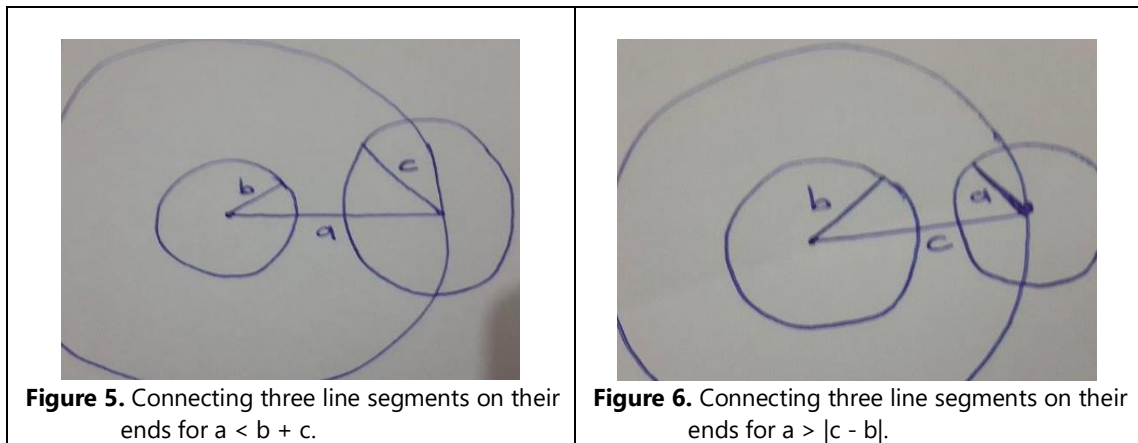 b
c
a
b
a
c
Figure 5. Connecting three line segments on their
ends for a < b + c.
Figure 6. Connecting three line segments on their
ends for a > |c - b|.